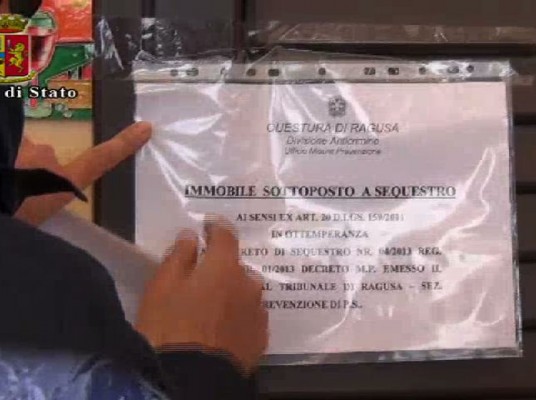 di Stato
QUESTURA DI RAGUSA
Divisione Anticrimine
Ufficio Misure Prevenzione
IMMOBILE SOTTOPOSTO A SEQUESTRO
AI SENSI EX ART. 20 D.LGS. 159/2011
IN OTTEMPERANZA
DI SEQUESTRO NR. 04/2013 REG.
01/2013 DECRETO M.P. EMESSO IL
TRIBUNALE DI RAGUSA – SEZ.
PREVENZIONE DI P.S..